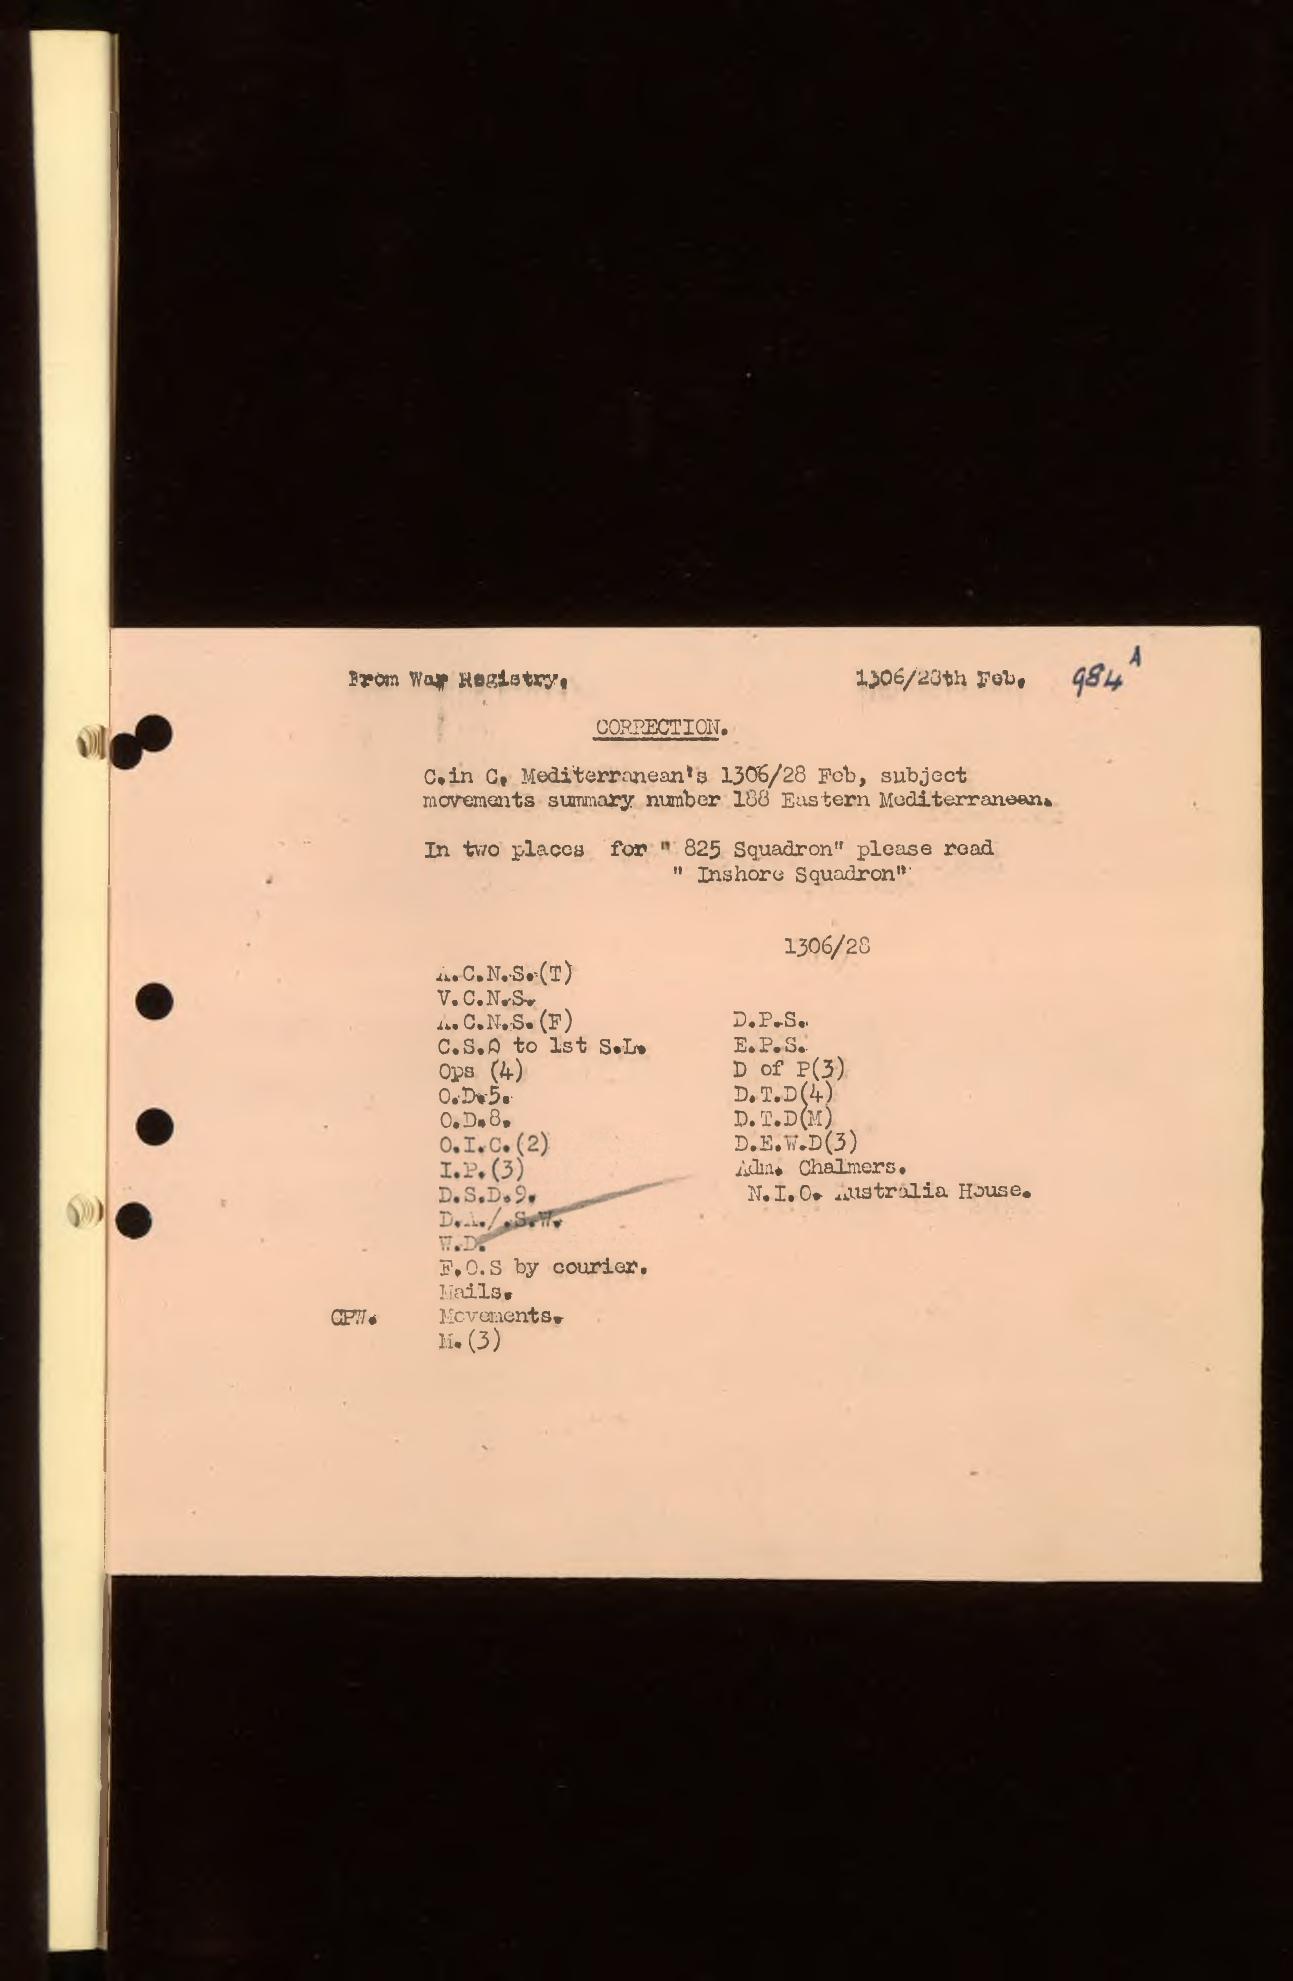 From War Registry. 1306/28th Feb. 984 A
CORRECTION.
C.in C. Mediterranean's 1306/28 Feb, subject
movements summary number 188 Eastern Mediterranean.
In two places for " 825 Squadron" please read
" Inshore Squadron"
1306/28
A.C.N.S.(T)
V.C.N.S.
A.C.N.S.(F)
C.S.O to 1st S.L.
Ops (4)
O.D.5.
O.D.8.
O.I.C.(2)
I.P.(3)
D.S.D.9.
D.A./.S.W.
W.D.
F.O.S by courier.
Mails.
CPW. Movements.
M.(3)
D.P.S.
E.P.S.
D of P(3)
D.T.D(4)
D.T.D(M)
D.E.W.D(3)
Adm. Chalmers.
N.I.O. Australia House.